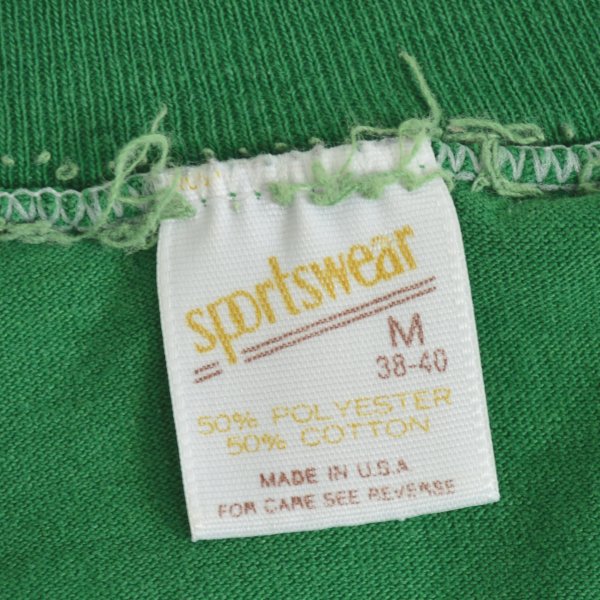 sportswear
M
38-40
50% POLYESTER
50% COTTON
MADE IN U.S.A
FOR CARE SEE REVERSE